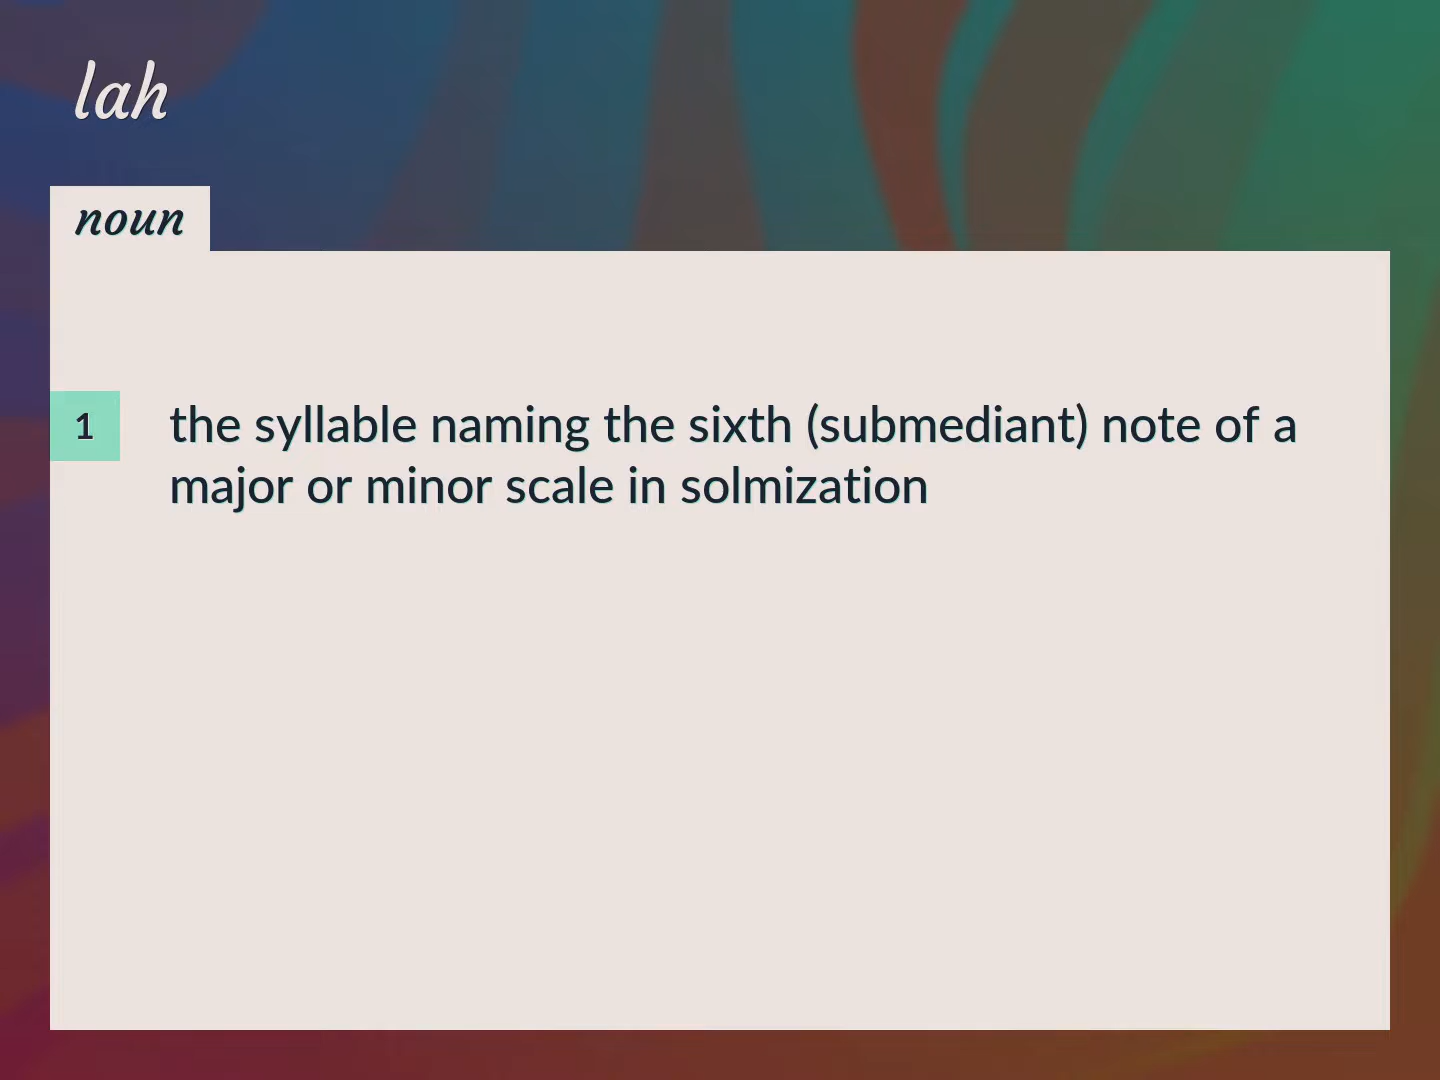 lah
noun
1 the syllable naming the sixth (submediant) note of a
major or minor scale in solmization